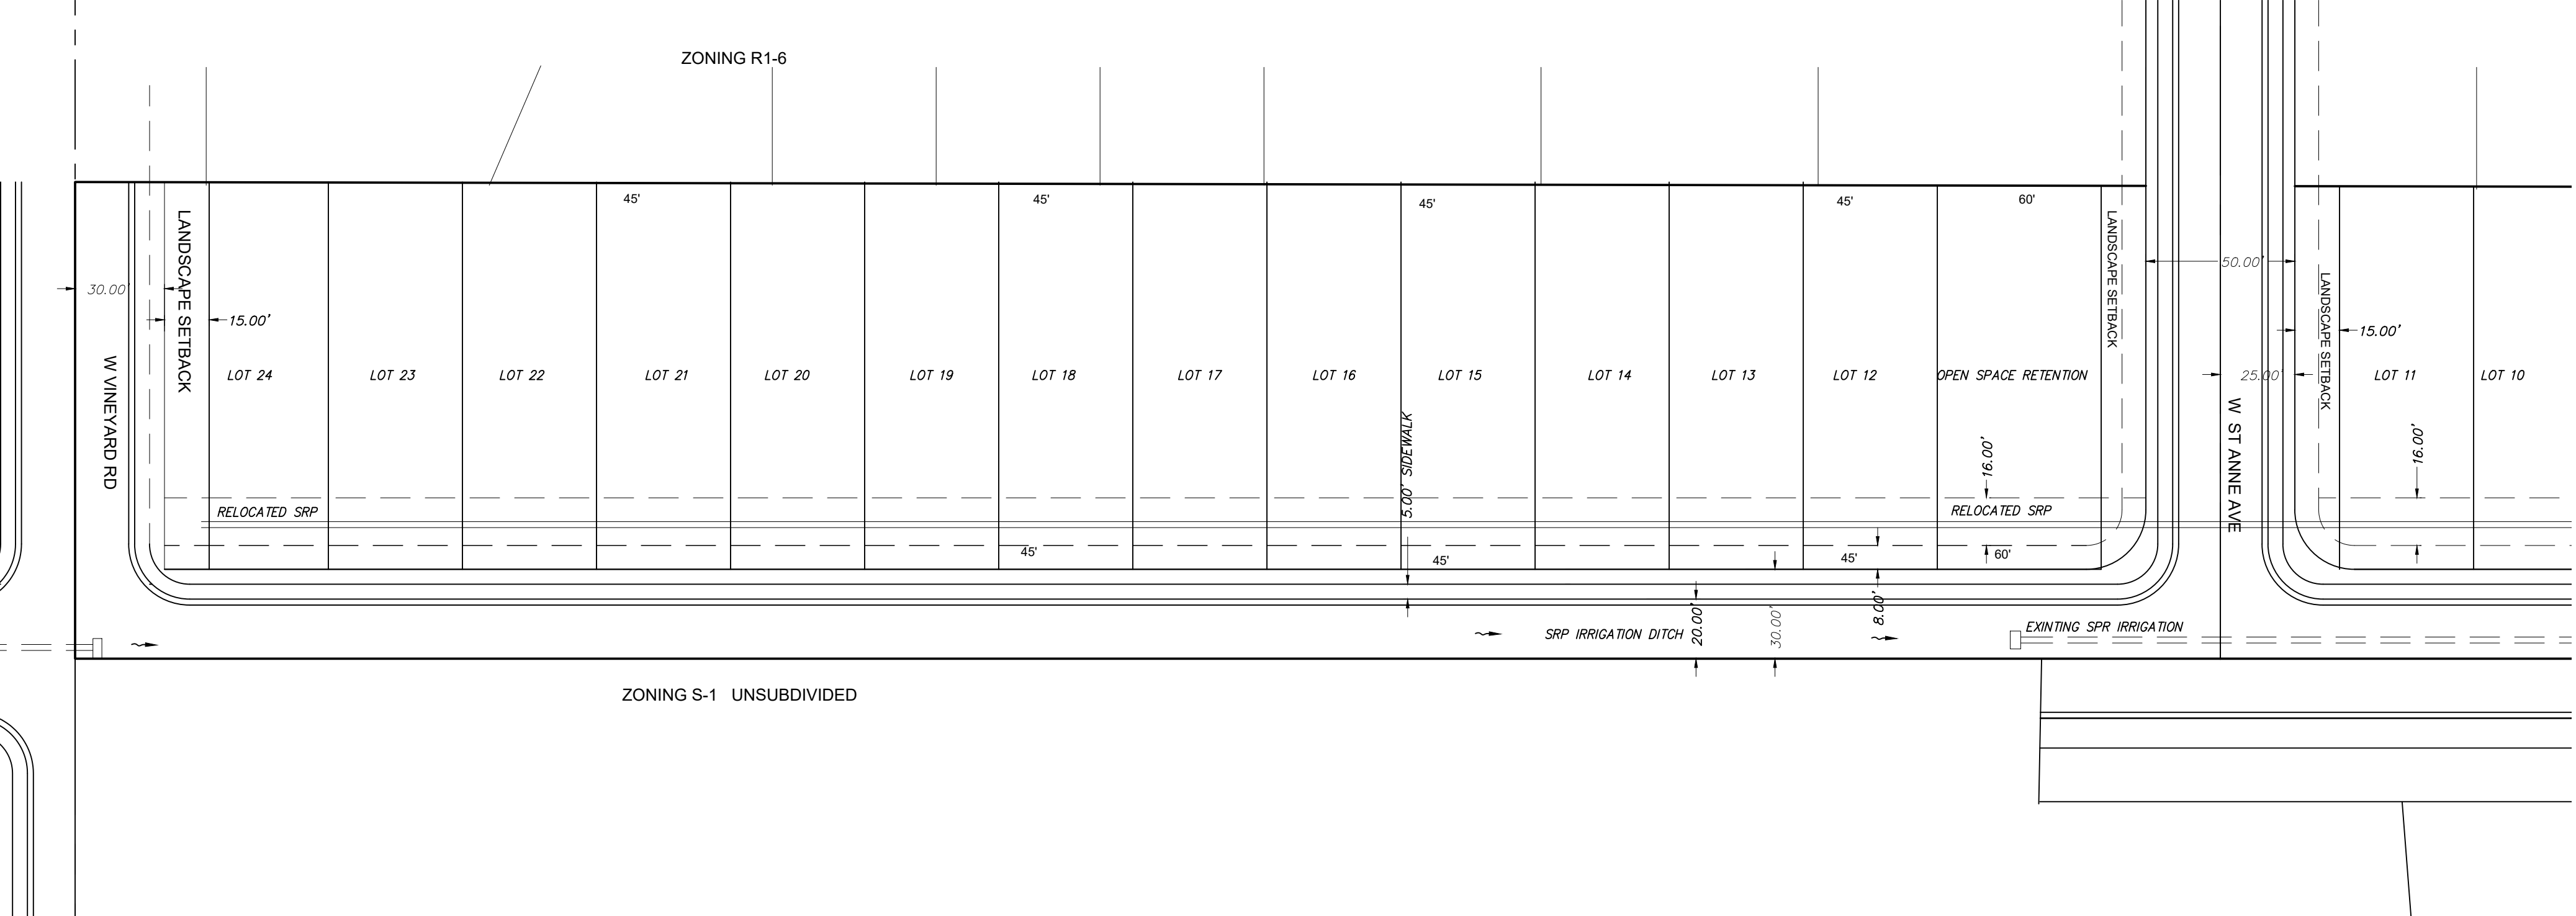 ZONING R1-6
45'
45'
45'
45'
60'
LANDSCAPE SETBACK
LANDSCAPE SETBACK
LANDSCAPE SETBACK
30.00'
15.00'
50.00'
25.00'
15.00'
W VINEYARD RD
LOT 24
LOT 23
LOT 22
LOT 21
LOT 20
LOT 19
LOT 18
LOT 17
LOT 16
LOT 15
LOT 14
LOT 13
LOT 12
OPEN SPACE RETENTION
W ST ANNE AVE
LOT 11
LOT 10
5.00' SIDEWALK
16.00'
16.00'
RELOCATED SRP
RELOCATED SRP
45'
45'
45'
60'
SRP IRRIGATION DITCH
20.00'
30.00'
8.00'
EXINTING SPR IRRIGATION
ZONING S-1 UNSUBDIVIDED